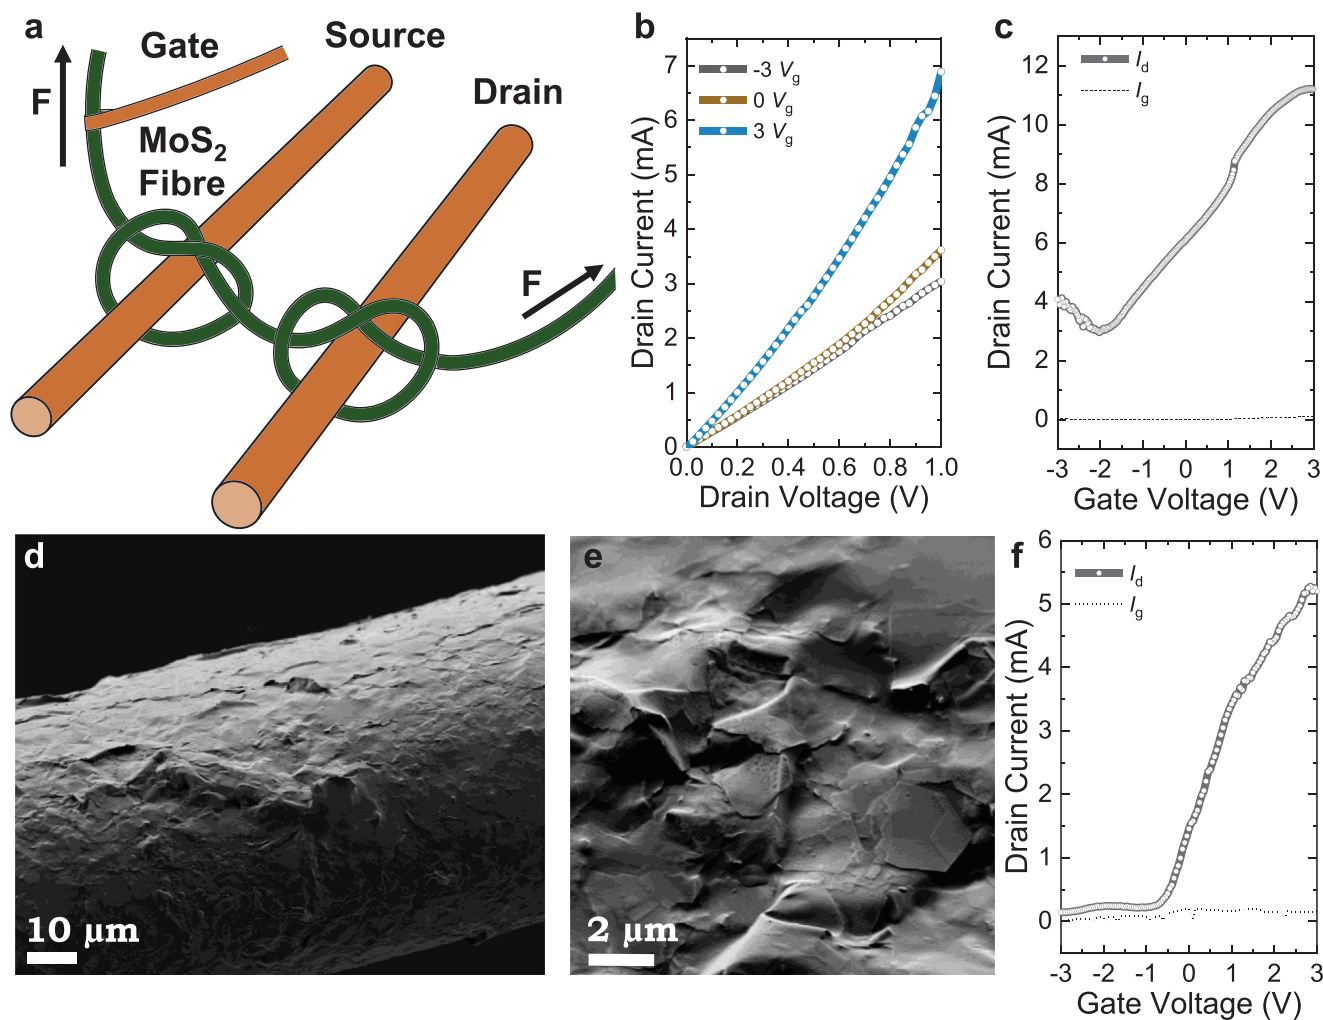 a
Gate
Source
Drain
F
MoS2
Fibre
F
b
Drain Current (mA)
7
6
5
4
3
2
1
0
-3 Vg
0 Vg
3 Vg
0.0 0.2 0.4 0.6 0.8 1.0
Drain Voltage (V)
c
Drain Current (mA)
12
10
8
6
4
2
0
Id
Ig
-3 -2 -1 0 1 2 3
Gate Voltage (V)
d
10 µm
e
2 µm
f
Drain Current (mA)
6
5
4
3
2
1
0
Id
Ig
-3 -2 -1 0 1 2 3
Gate Voltage (V)